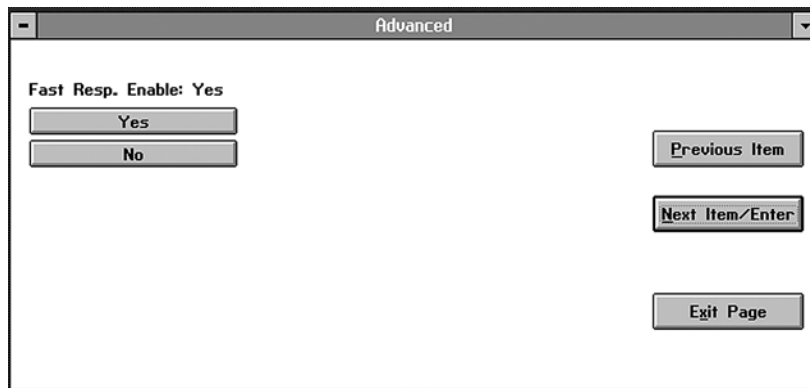 Advanced
Fast Resp. Enable: Yes
Yes
No
Previous Item
Next Item/Enter
Exit Page